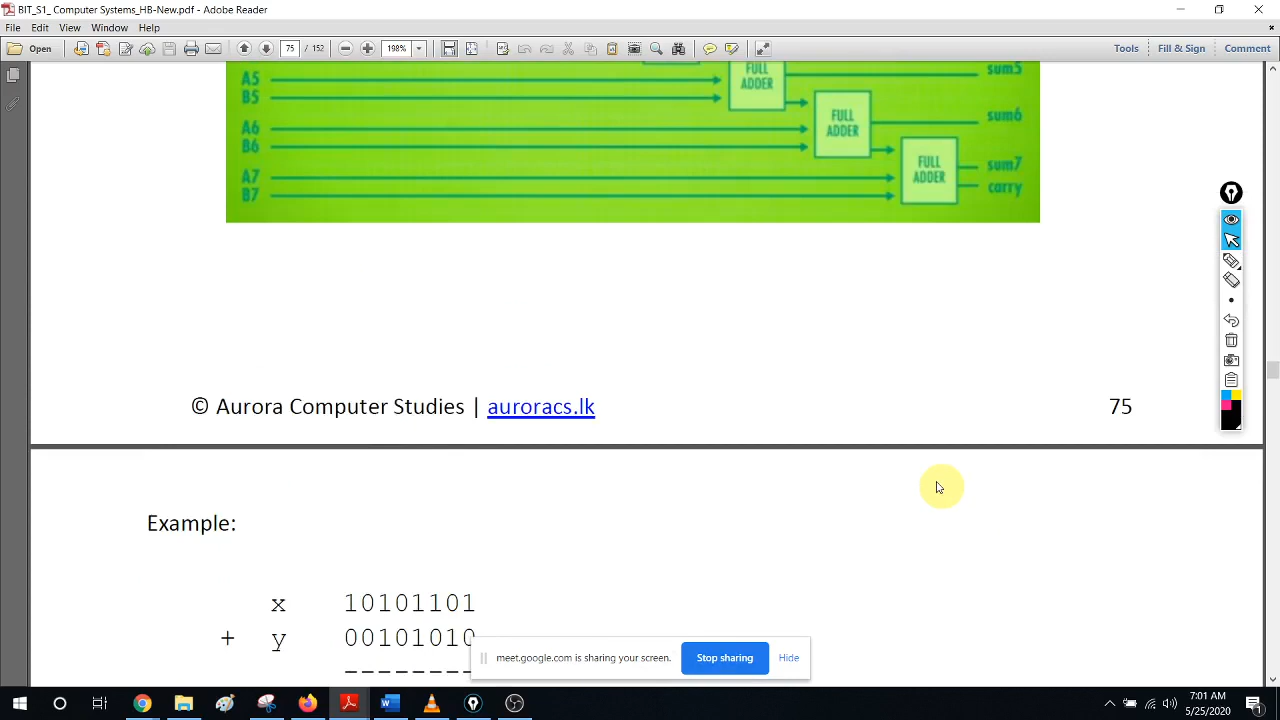 BIT_S1_ Computer Systems_HB-New.pdf - Adobe Reader
File Edit View Window Help
Open 75 / 152 198% Tools Fill & Sign Comment
A5 FULL ADDER sum5
B5
A6 FULL ADDER sum6
B6
A7 FULL ADDER sum7
B7 carry
© Aurora Computer Studies | auroracs.lk 75
Example:
x 10101101
+ y 00101010
--------
meet.google.com is sharing your screen. Stop sharing Hide
7:01 AM
5/25/2020
1